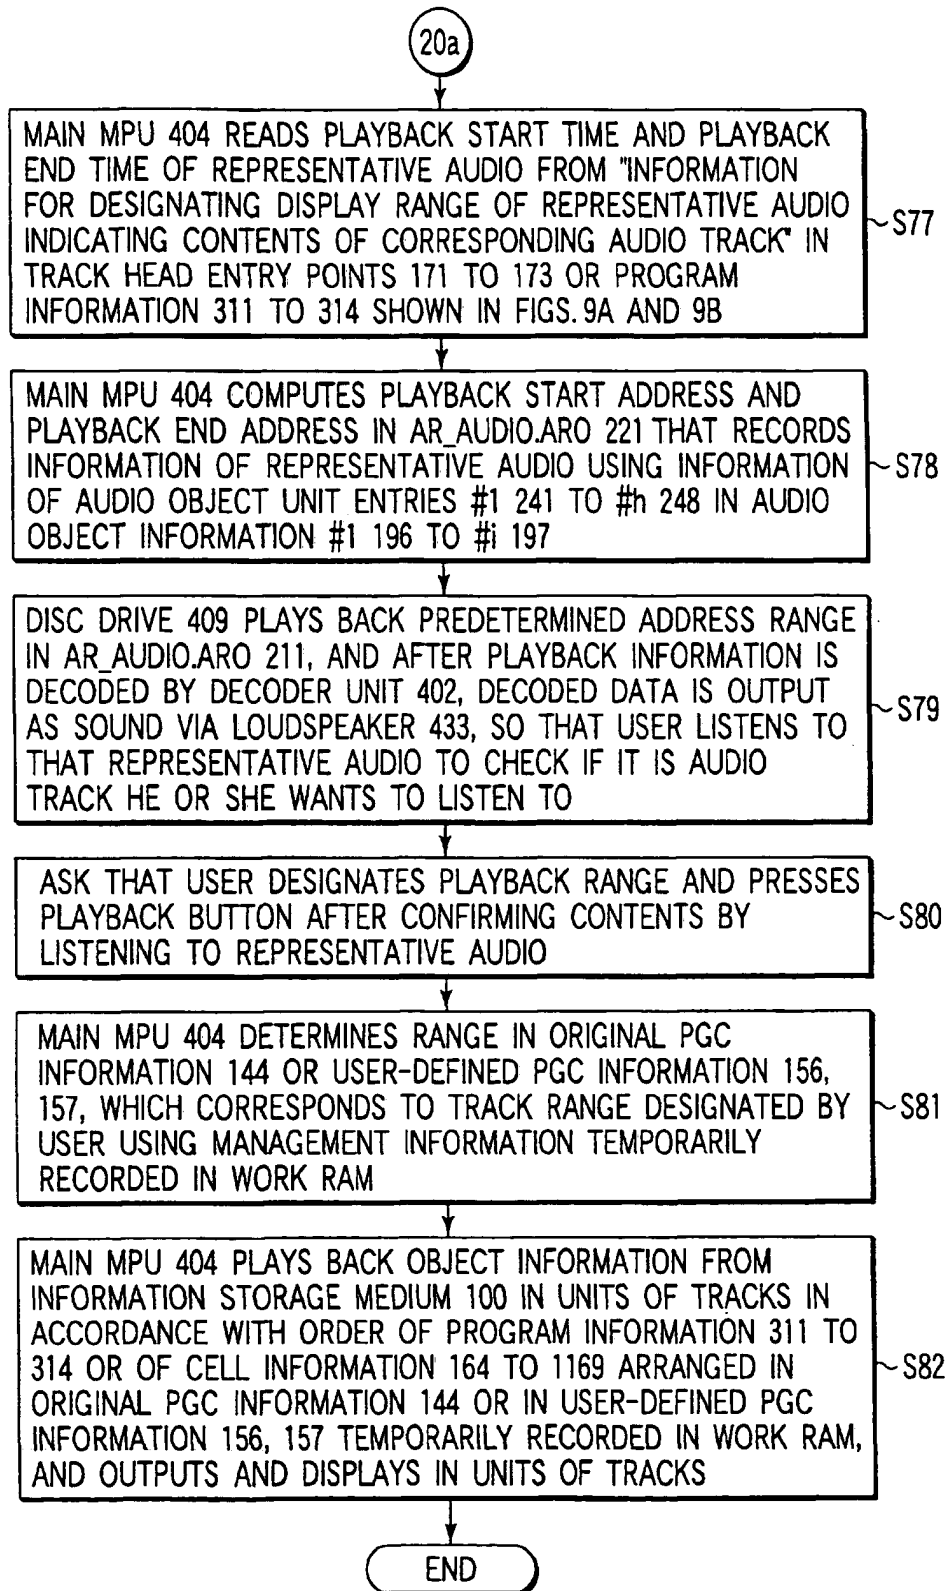 20a
MAIN MPU 404 READS PLAYBACK START TIME AND PLAYBACK
END TIME OF REPRESENTATIVE AUDIO FROM "INFORMATION
FOR DESIGNATING DISPLAY RANGE OF REPRESENTATIVE AUDIO
INDICATING CONTENTS OF CORRESPONDING AUDIO TRACK" IN
TRACK HEAD ENTRY POINTS 171 TO 173 OR PROGRAM
INFORMATION 311 TO 314 SHOWN IN FIGS. 9A AND 9B
S77
MAIN MPU 404 COMPUTES PLAYBACK START ADDRESS AND
PLAYBACK END ADDRESS IN AR_AUDIO.ARO 221 THAT RECORDS
INFORMATION OF REPRESENTATIVE AUDIO USING INFORMATION
OF AUDIO OBJECT UNIT ENTRIES #1 241 TO #h 248 IN AUDIO
OBJECT INFORMATION #1 196 TO #i 197
S78
DISC DRIVE 409 PLAYS BACK PREDETERMINED ADDRESS RANGE
IN AR_AUDIO.ARO 211, AND AFTER PLAYBACK INFORMATION IS
DECODED BY DECODER UNIT 402, DECODED DATA IS OUTPUT
AS SOUND VIA LOUDSPEAKER 433, SO THAT USER LISTENS TO
THAT REPRESENTATIVE AUDIO TO CHECK IF IT IS AUDIO
TRACK HE OR SHE WANTS TO LISTEN TO
S79
ASK THAT USER DESIGNATES PLAYBACK RANGE AND PRESSES
PLAYBACK BUTTON AFTER CONFIRMING CONTENTS BY
LISTENING TO REPRESENTATIVE AUDIO
S80
MAIN MPU 404 DETERMINES RANGE IN ORIGINAL PGC
INFORMATION 144 OR USER-DEFINED PGC INFORMATION 156,
157, WHICH CORRESPONDS TO TRACK RANGE DESIGNATED BY
USER USING MANAGEMENT INFORMATION TEMPORARILY
RECORDED IN WORK RAM
S81
MAIN MPU 404 PLAYS BACK OBJECT INFORMATION FROM
INFORMATION STORAGE MEDIUM 100 IN UNITS OF TRACKS IN
ACCORDANCE WITH ORDER OF PROGRAM INFORMATION 311 TO
314 OR OF CELL INFORMATION 164 TO 1169 ARRANGED IN
ORIGINAL PGC INFORMATION 144 OR IN USER-DEFINED PGC
INFORMATION 156, 157 TEMPORARILY RECORDED IN WORK RAM,
AND OUTPUTS AND DISPLAYS IN UNITS OF TRACKS
S82
END